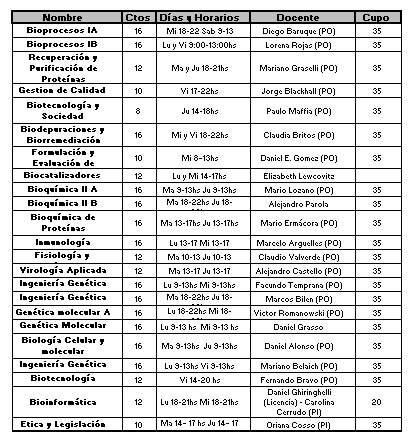 Nombre Ctos Días y Horarios Docente Cupo
Bioprocesos IA 16 Mi 18-22 Sab 9-13 Diego Baruque (PO) 35
Bioprocesos IB 16 Lu y Vi 9:00-13:00hs Lorena Rojas (PO) 35
Recuperación y
Purificación de
Proteínas 12 Ma y Ju 18-21hs Mariano Graselli (PO) 35
Gestion de Calidad 10 Vi 17-22hs Jorge Blackhall (PO) 35
Biotecnología y
Sociedad 8 Ju 14-18hs Paulo Maffia (PO) 35
Biodepuraciones y
Biorremediación 16 Mi y Vi 18-22hs Claudia Britos (PO) 35
Formulación y
Evaluación de 10 Mi 8-13hs Daniel E. Gomez (PO) 35
Biocatalizadores 12 Lu y Mi 14-17hs Elizabeth Lewcovitz
Bioquímica II A 16 Ma 9-13hs Ju 9-13hs Mario Lozano (PO) 35
Bioquímica II B 16 Ma 18-22hs Ju 18- Alejandro Parola 35
Bioquímica de
Proteínas 16 Ma 13-17hs Ju 13-17hs Mario Ermácora (PO) 35
Inmunología 16 Lu 13-17 Mi 13-17 Marcelo Arguelles (PO) 35
Fisiología y 12 Ma 10-13 Ju 10-13 Claudio Valverde (PO) 35
Virología Aplicada 12 Ma 13-17 Ju 13-17 Alejandro Castello (PO) 35
Ingeniería Genética 16 Lu 9-13hs Mi 9-13hs Facundo Temprana (PO) 35
Ingeniería Genética 16 Ma 18-22hs Ju 18- Marcos Bilen (PO) 35
Genética molecular A 16 Lu 18-22hs Mi 18- Victor Romanowski (PO) 35
Genética Molecular 16 Lu 9-13 hs Mi 9-13 hs Daniel Grasso 35
Biología Celular y
molecular 16 Ma 9-13hs Ju 9-13hs Daniel Alonso (PO) 35
Ingeniería Genética 16 Lu 9-13hs Vi 9-13hs Mariano Belaich (PO) 35
Biotecnología 12 Vi 14-20 hs Fernando Bravo (PO) 35
Bioinformática 12 Lu 18-21hs Mi 18-21hs Daniel Ghiringhelli
(Licencia) - Carolina
Cerrudo (PI) 20
Etica y Legislación 10 Ma 14- 17 hs Ju 14- 17 Oriana Cosso (PI) 35